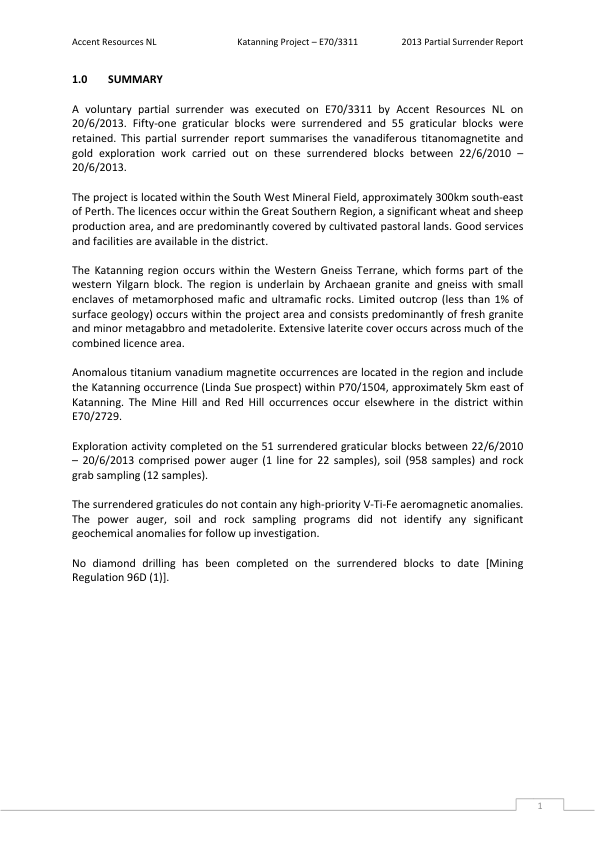 Accent Resources NL Katanning Project – E70/3311 2013 Partial Surrender Report
1.0 SUMMARY
A voluntary partial surrender was executed on E70/3311 by Accent Resources NL on
20/6/2013. Fifty-one graticular blocks were surrendered and 55 graticular blocks were
retained. This partial surrender report summarises the vanadiferous titanomagnetite and
gold exploration work carried out on these surrendered blocks between 22/6/2010 –
20/6/2013.
The project is located within the South West Mineral Field, approximately 300km south-east
of Perth. The licences occur within the Great Southern Region, a significant wheat and sheep
production area, and are predominantly covered by cultivated pastoral lands. Good services
and facilities are available in the district.
The Katanning region occurs within the Western Gneiss Terrane, which forms part of the
western Yilgarn block. The region is underlain by Archaean granite and gneiss with small
enclaves of metamorphosed mafic and ultramafic rocks. Limited outcrop (less than 1% of
surface geology) occurs within the project area and consists predominantly of fresh granite
and minor metagabbro and metadolerite. Extensive laterite cover occurs across much of the
combined licence area.
Anomalous titanium vanadium magnetite occurrences are located in the region and include
the Katanning occurrence (Linda Sue prospect) within P70/1504, approximately 5km east of
Katanning. The Mine Hill and Red Hill occurrences occur elsewhere in the district within
E70/2729.
Exploration activity completed on the 51 surrendered graticular blocks between 22/6/2010
– 20/6/2013 comprised power auger (1 line for 22 samples), soil (958 samples) and rock
grab sampling (12 samples).
The surrendered graticules do not contain any high-priority V-Ti-Fe aeromagnetic anomalies.
The power auger, soil and rock sampling programs did not identify any significant
geochemical anomalies for follow up investigation.
No diamond drilling has been completed on the surrendered blocks to date [Mining
Regulation 96D (1)].
1